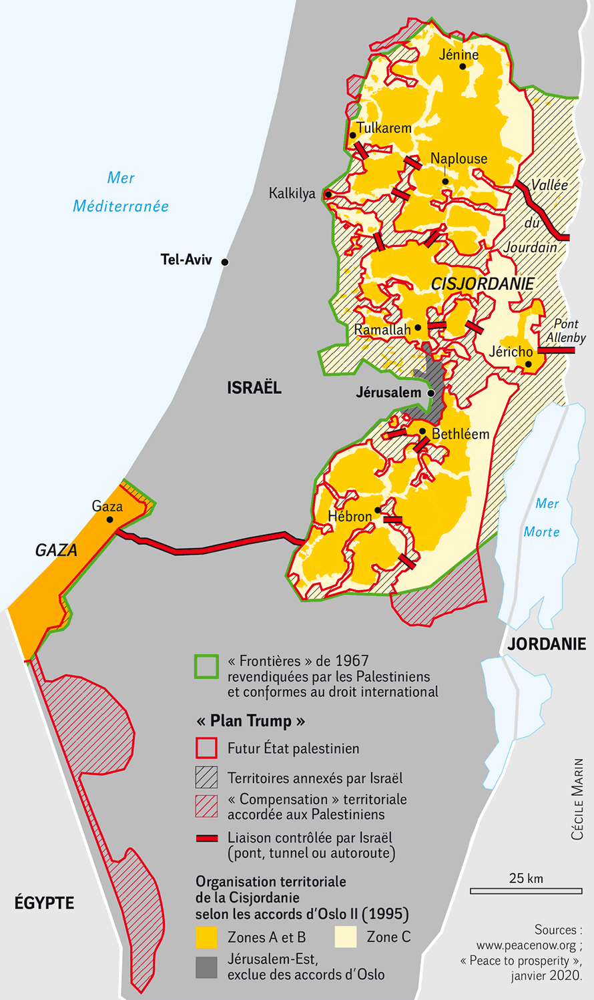 Jénine
Tulkarem
Naplouse
Mer
Méditerranée
Kalkilya
Vallée
du
Jourdain
Tel-Aviv
CISJORDANIE
Ramallah
Pont
Allenby
Jéricho
ISRAËL
Jérusalem
Bethléem
Gaza
Hébron
Mer
Morte
GAZA
JORDANIE
« Frontières » de 1967
revendiquées par les Palestiniens
et conformes au droit international
« Plan Trump »
Futur État palestinien
Territoires annexés par Israël
« Compensation » territoriale
accordée aux Palestiniens
Liaison contrôlée par Israël
(pont, tunnel ou autoroute)
CÉCILE MARIN
Organisation territoriale
de la Cisjordanie
selon les accords d’Oslo II (1995)
Zones A et B
Zone C
Jérusalem-Est,
exclue des accords d’Oslo
25 km
ÉGYPTE
Sources :
www.peacenow.org ;
« Peace to prosperity »,
janvier 2020.